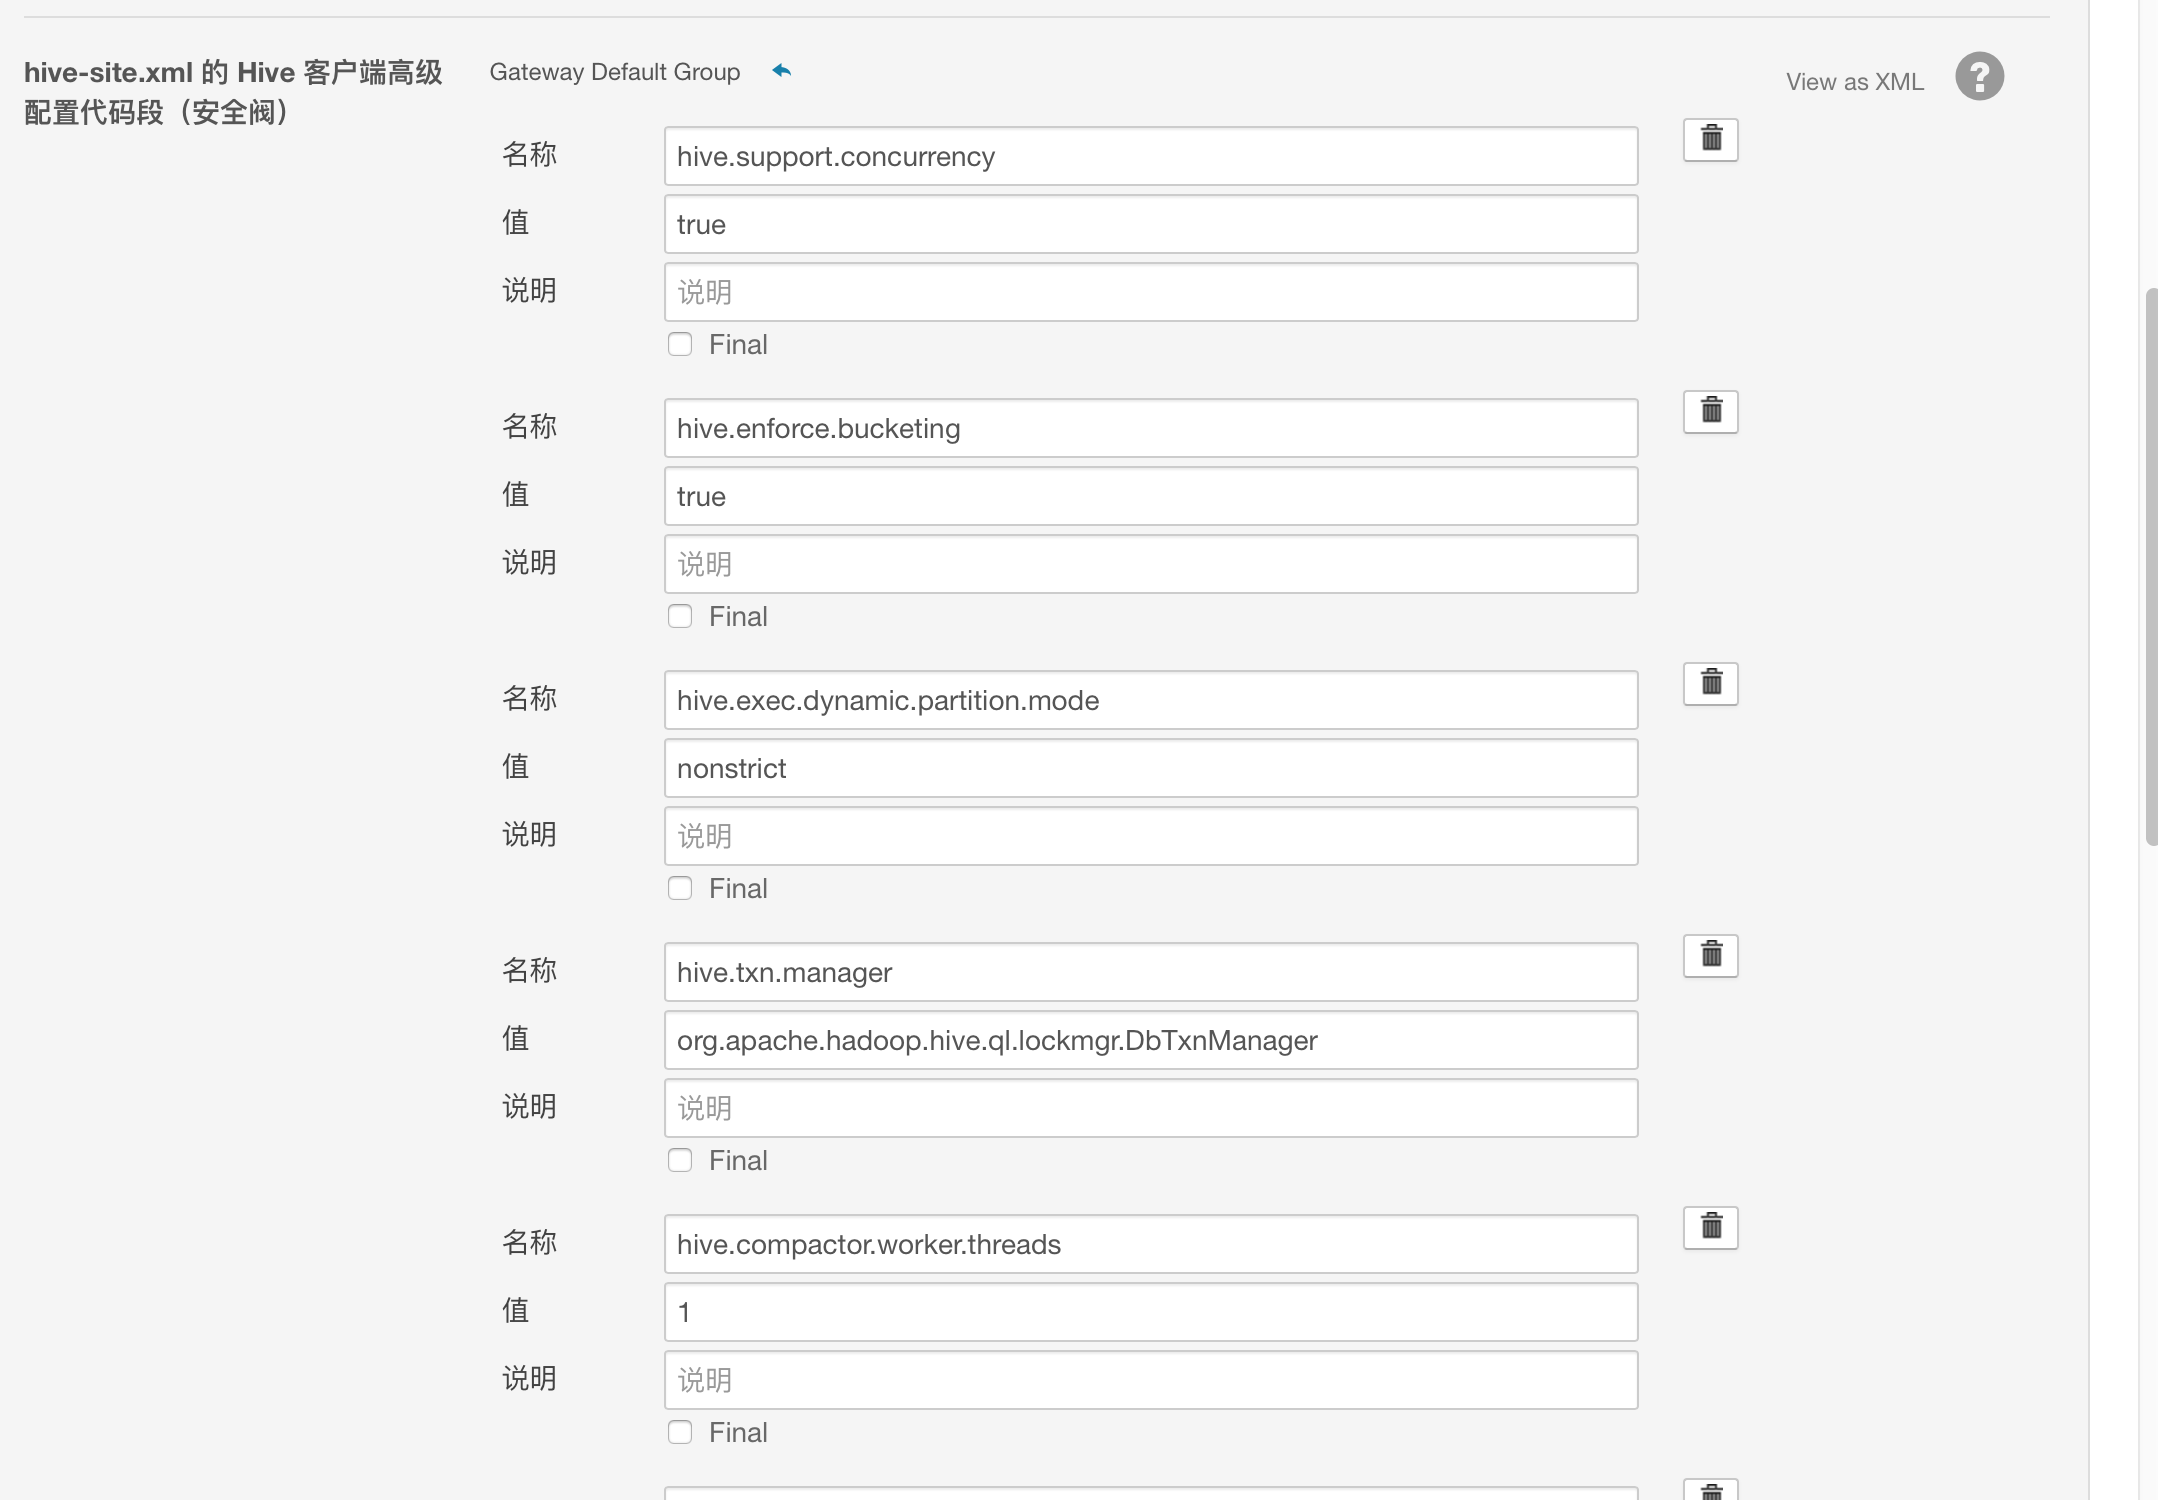 hive-site.xml 的 Hive 客户端高级
配置代码段（安全阀）
Gateway Default Group
View as XML
?
名称
hive.support.concurrency
值
true
说明
说明
Final
名称
hive.enforce.bucketing
值
true
说明
说明
Final
名称
hive.exec.dynamic.partition.mode
值
nonstrict
说明
说明
Final
名称
hive.txn.manager
值
org.apache.hadoop.hive.ql.lockmgr.DbTxnManager
说明
说明
Final
名称
hive.compactor.worker.threads
值
1
说明
说明
Final